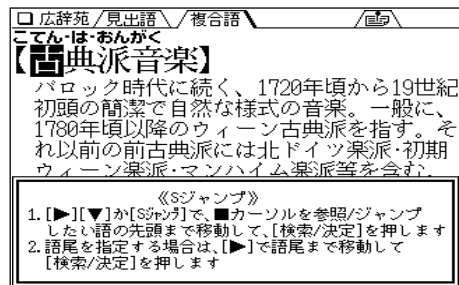 広辞苑 見出語 複合語
こてん‐は‐おんがく
【古典派音楽】
バロック時代に続く、1720年頃から19世紀
初頭の簡潔で自然な様式の音楽。一般に、
1780年頃以降のウィーン古典派を指す。そ
れ以前の前古典派には北ドイツ楽派・初期
ウィーン楽派・マンハイム楽派等を含む。
《Sジャンプ》
1.[▶][▼]か[Sジャンプ]で、■カーソルを参照/ジャンプ
したい語の先頭まで移動して、[検索/決定]を押します
2.語尾を指定する場合は、[▶]で語尾まで移動して
[検索/決定]を押します